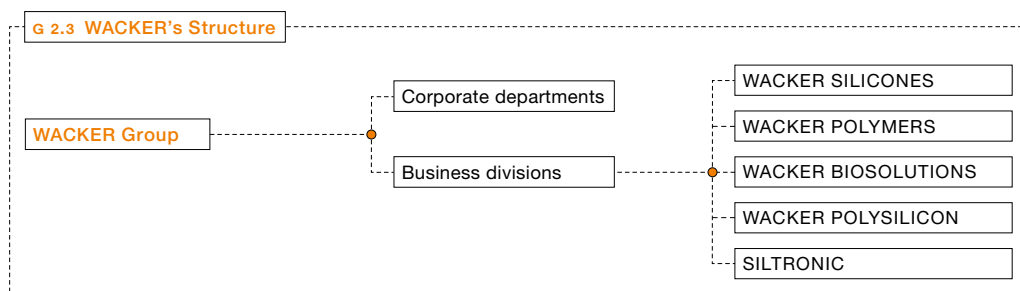 G 2.3 WACKER's Structure
WACKER Group
Corporate departments
Business divisions
WACKER SILICONES
WACKER POLYMERS
WACKER BIOSOLUTIONS
WACKER POLYSILICON
SILTRONIC